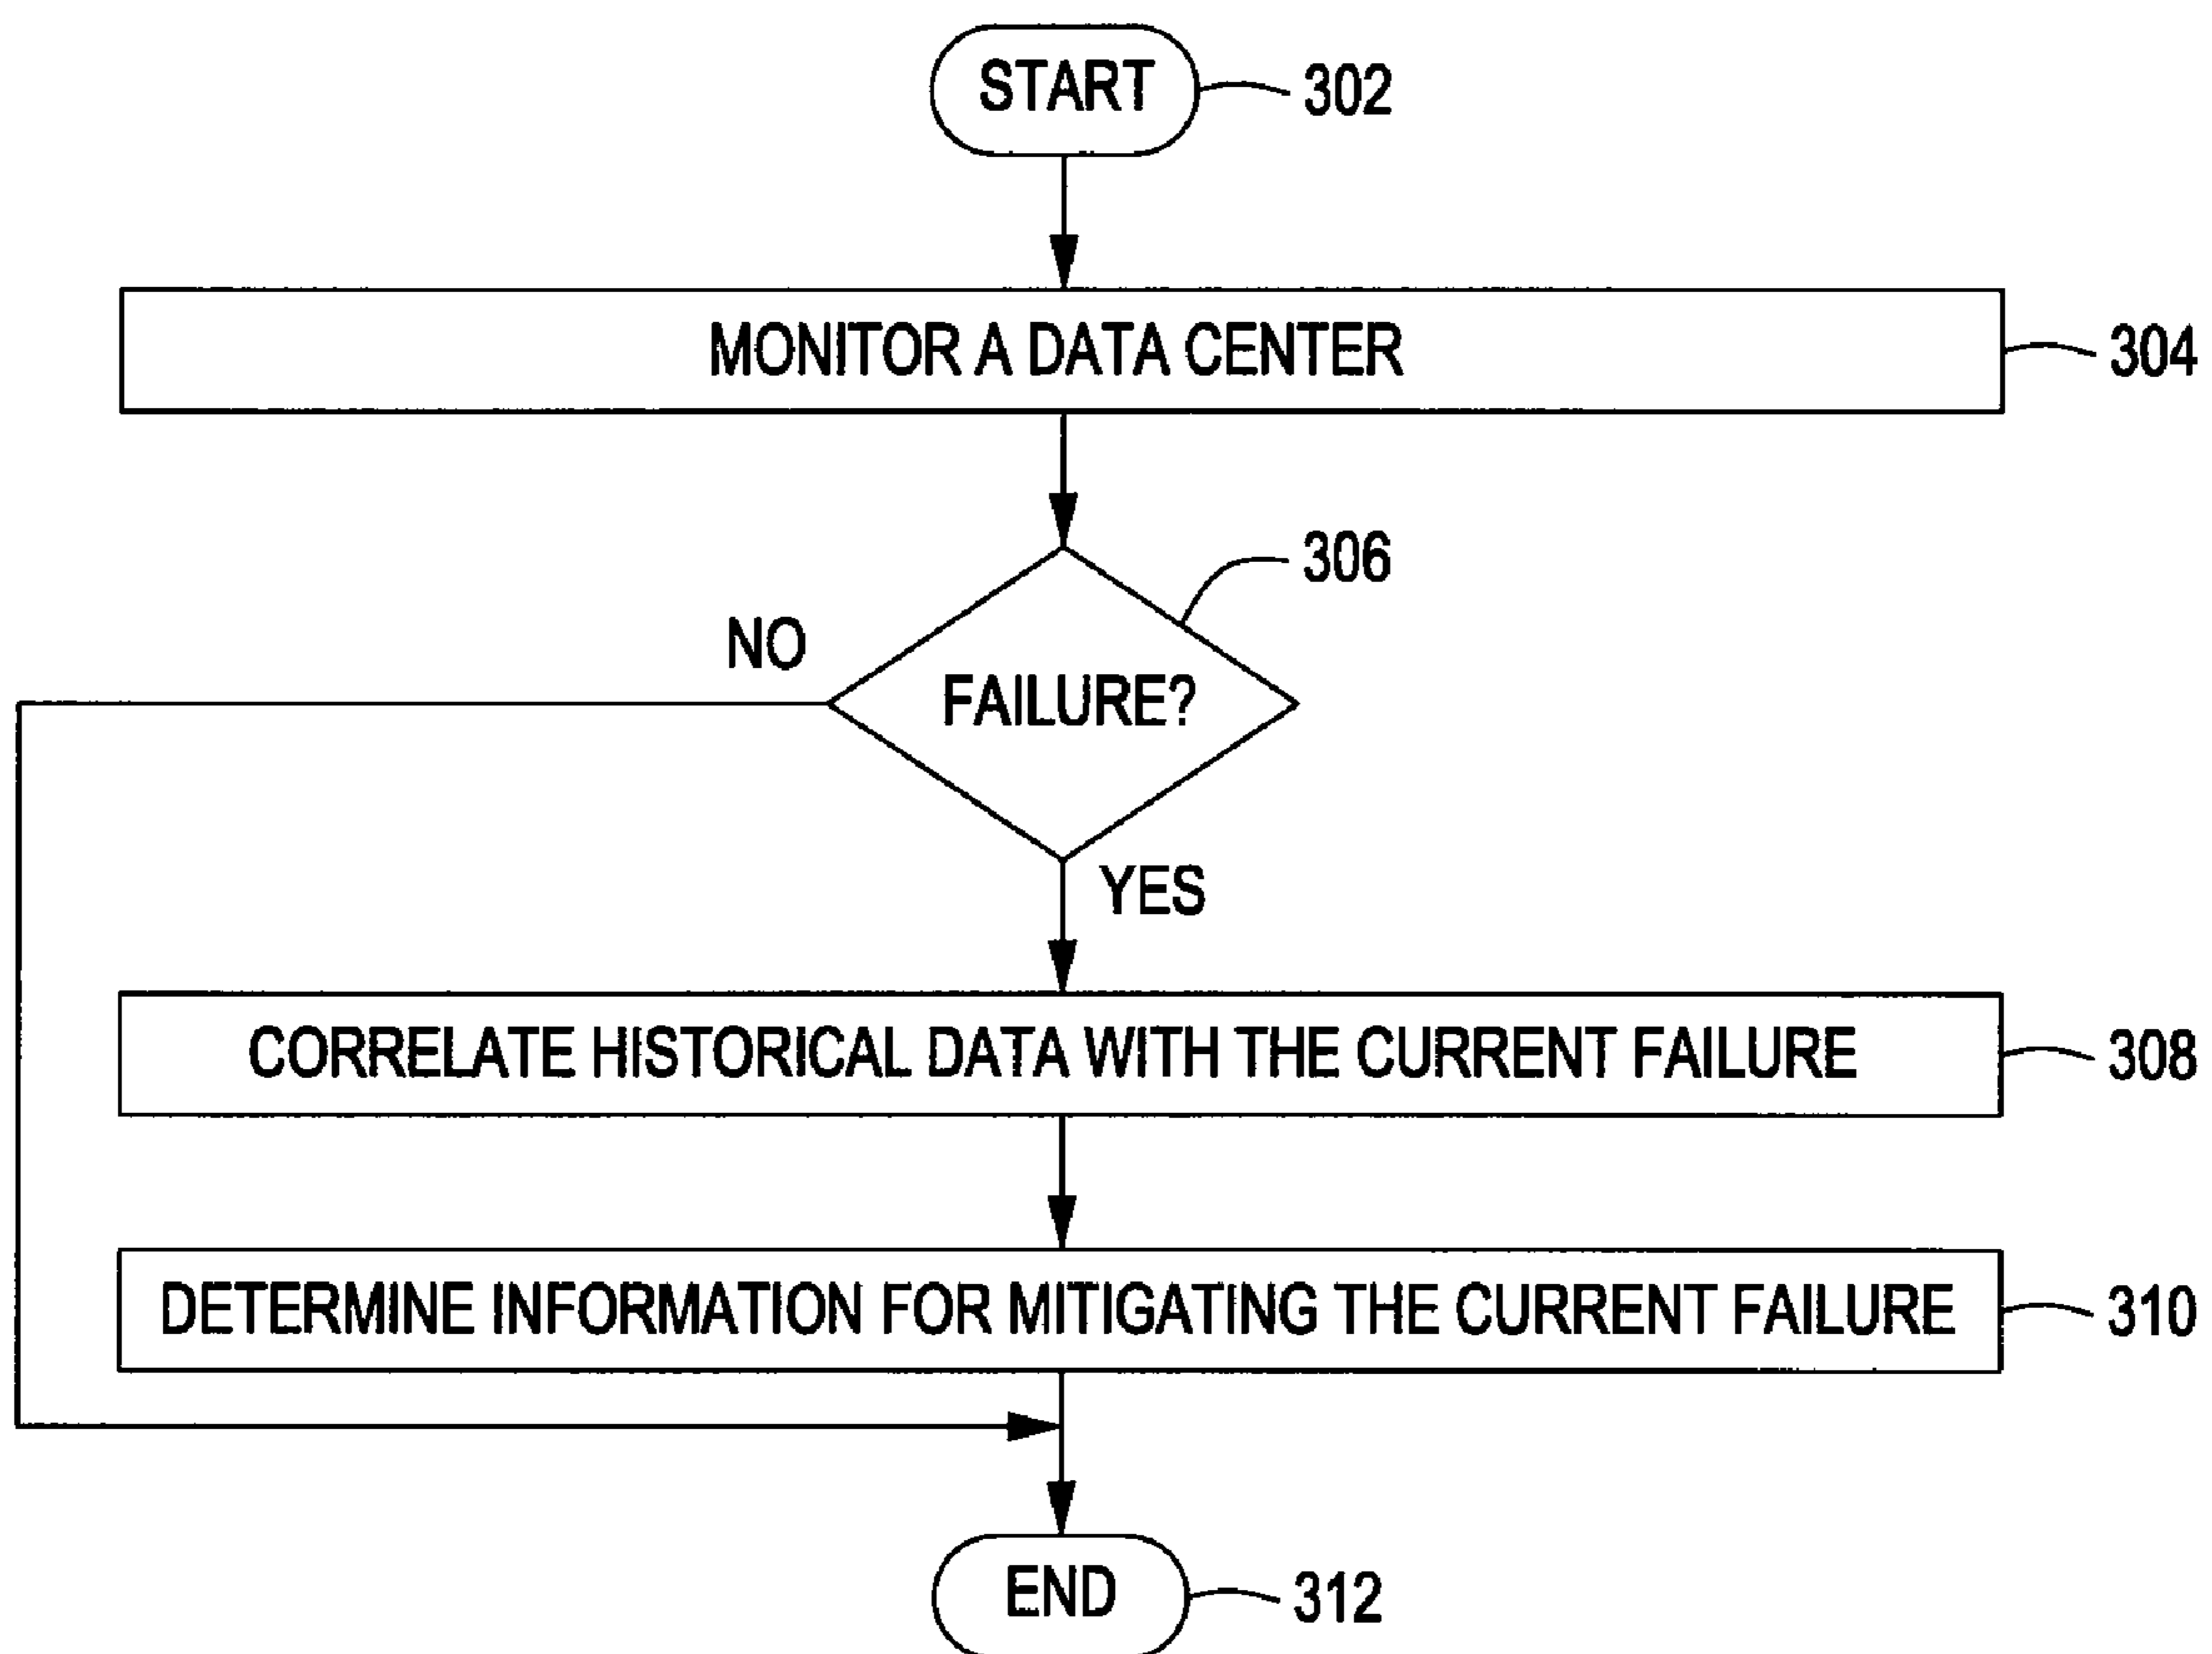 START
302
MONITOR A DATA CENTER
304
306
NO
FAILURE?
YES
CORRELATE HISTORICAL DATA WITH THE CURRENT FAILURE
308
DETERMINE INFORMATION FOR MITIGATING THE CURRENT FAILURE
310
END
312